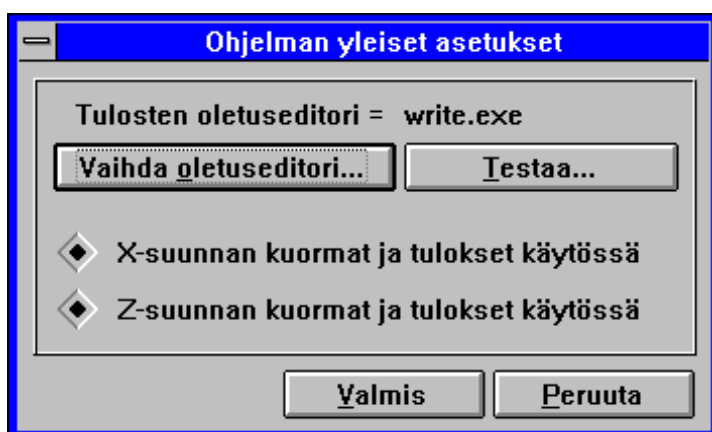 Ohjelman yleiset asetukset
Tulosten oletuseditori = write.exe
Vaihda oletuseditori... Testaa...
X-suunnan kuormat ja tulokset käytössä
Z-suunnan kuormat ja tulokset käytössä
Valmis Peruuta